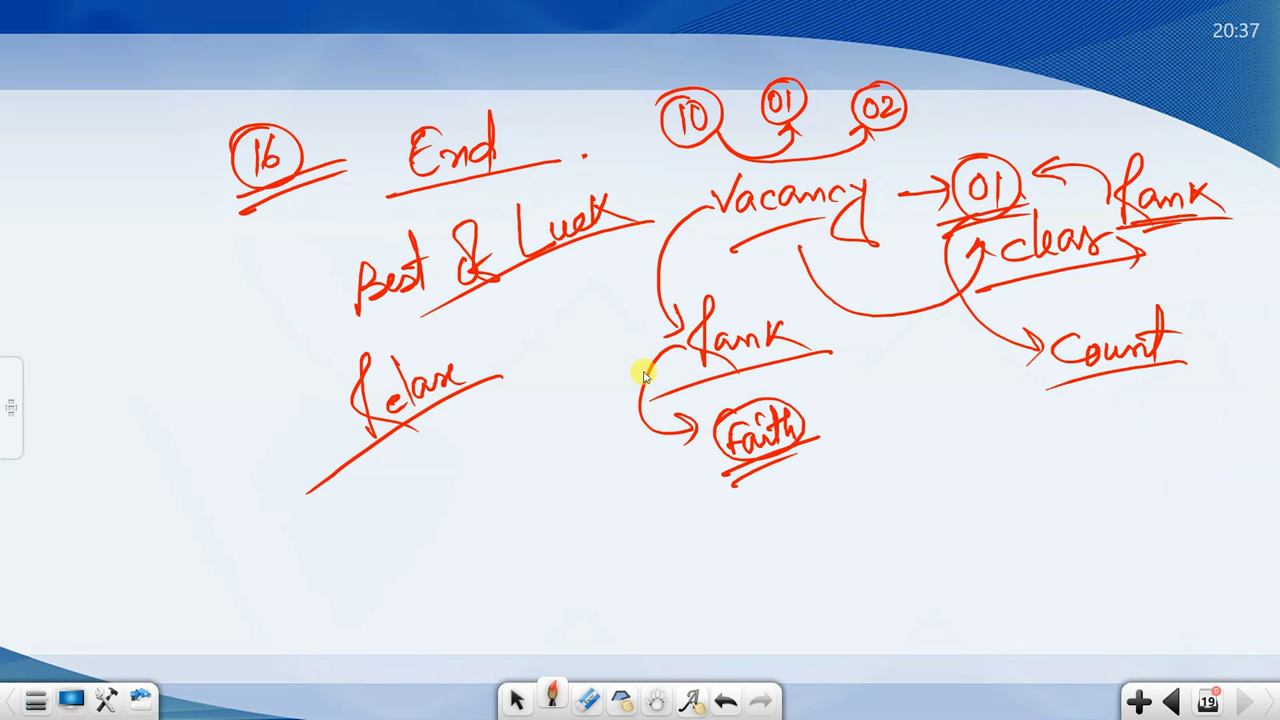 20:37
16 End.
Best of Luck
Relax
10 01 02
Vacancy → 01 Rank
clear
Rank
Count
Faith
19